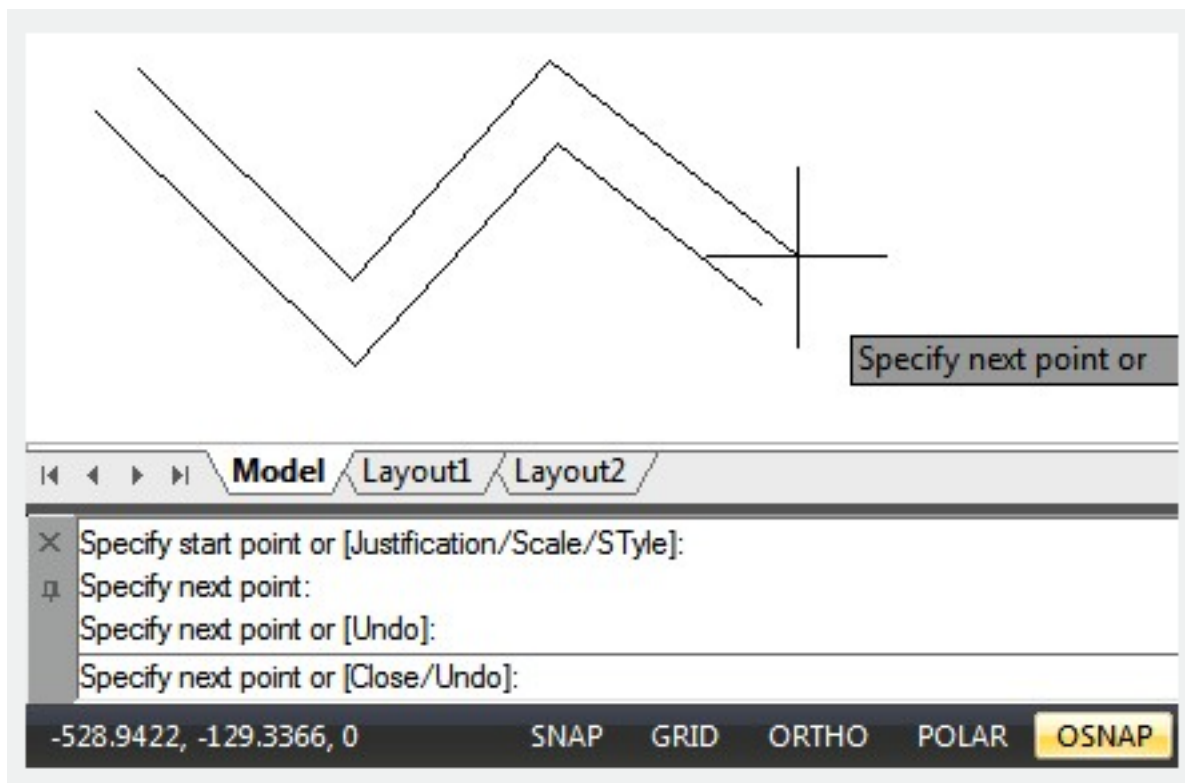 Specify next point or
Model Layout1 Layout2
Specify start point or [Justification/Scale/STyle]:
Specify next point:
Specify next point or [Undo]:
Specify next point or [Close/Undo]:
-528.9422, -129.3366, 0 SNAP GRID ORTHO POLAR OSNAP